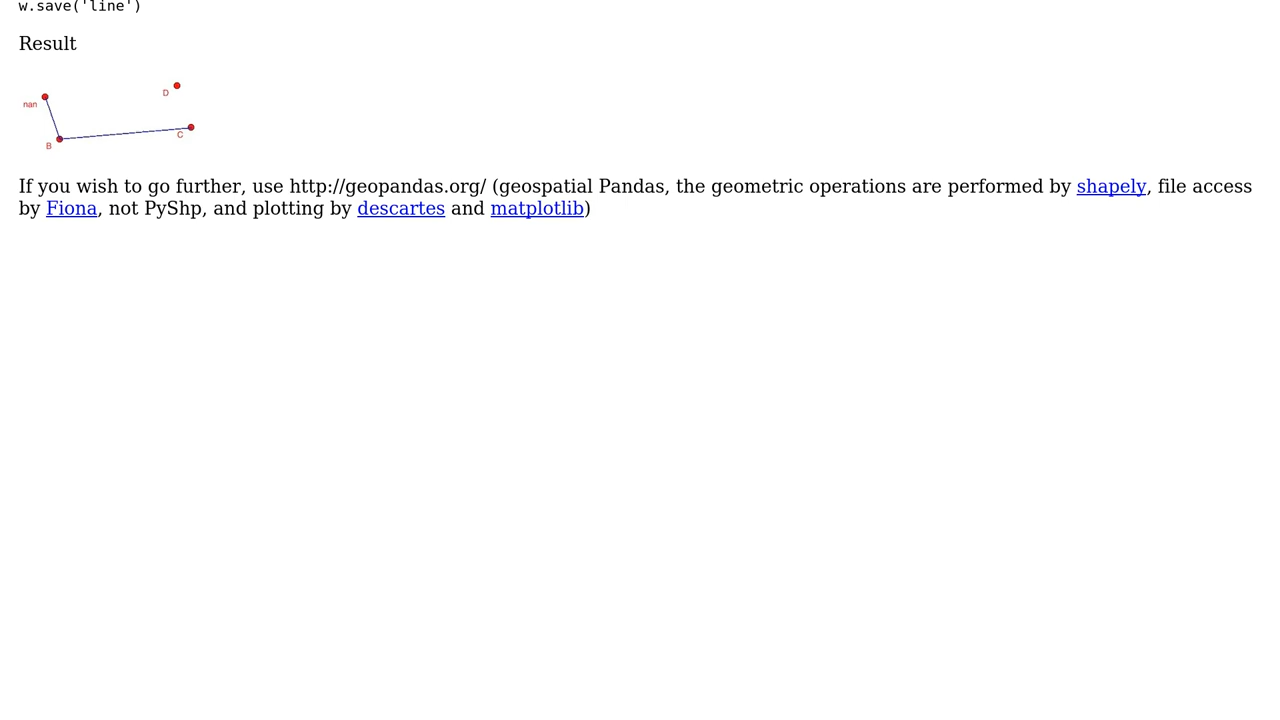 w.save('line')
Result
D
nan
C
B
If you wish to go further, use http://geopandas.org/ (geospatial Pandas, the geometric operations are performed by shapely, file access
by Fiona, not PyShp, and plotting by descartes and matplotlib)